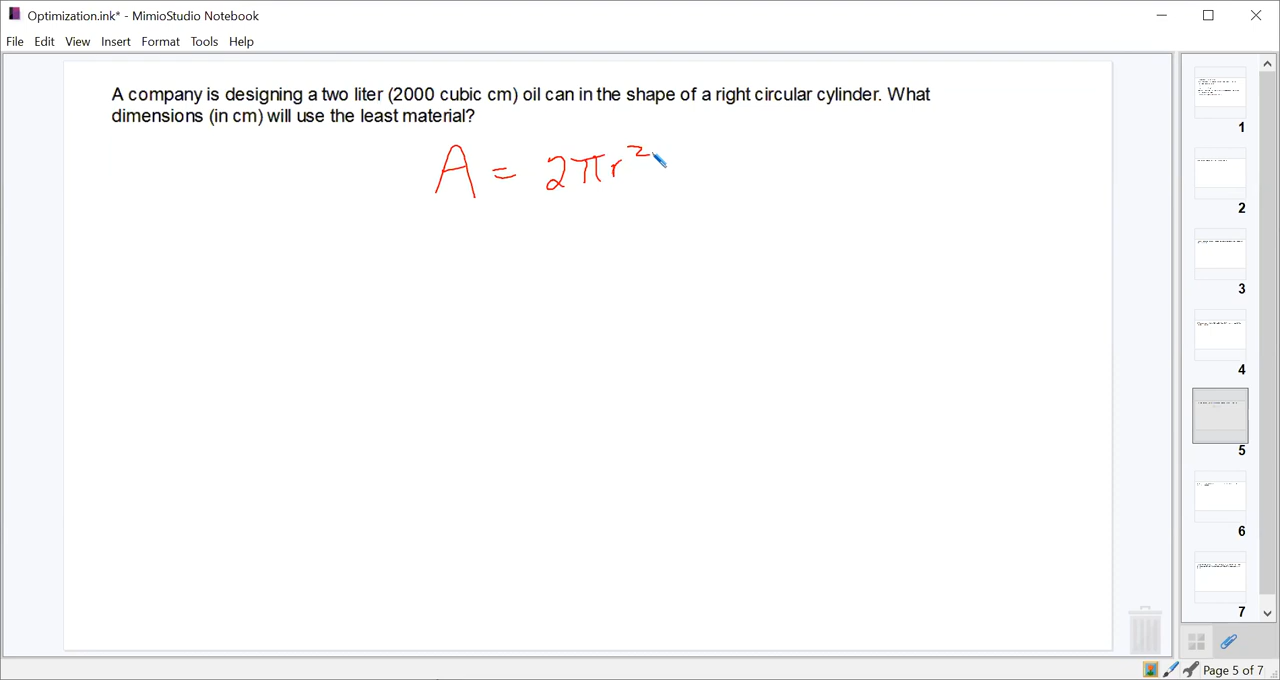 Optimization.ink* - MimioStudio Notebook
File Edit View Insert Format Tools Help
A company is designing a two liter (2000 cubic cm) oil can in the shape of a right circular cylinder. What
dimensions (in cm) will use the least material?
A = 2πr²
1
2
3
4
5
6
7
Page 5 of 7